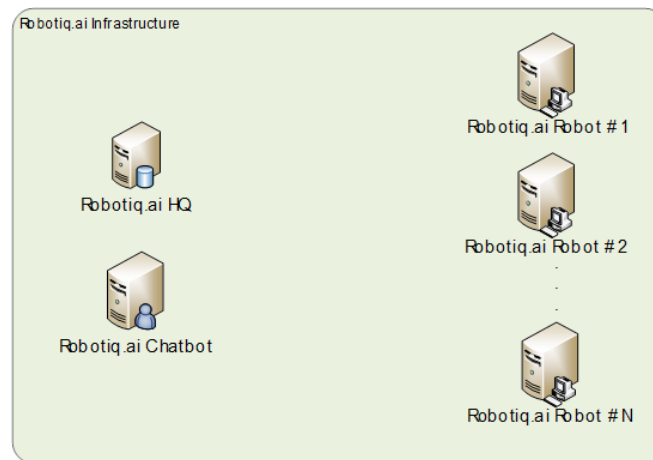 Robotiq.ai Infrastructure
Robotiq.ai HQ
Robotiq.ai Chatbot
Robotiq.ai Robot #1
Robotiq.ai Robot #2
Robotiq.ai Robot #N